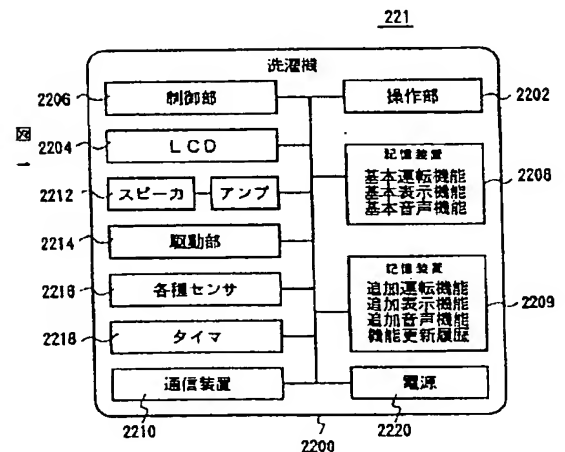 221
洗濯機
図1
2206
制御部
操作部
2202
2204
LCD
2212
スピーカ
アンプ
記憶装置
基本運転機能
基本表示機能
基本音声機能
2208
2214
駆動部
2216
各種センサ
2218
タイマ
記憶装置
追加運転機能
追加表示機能
追加音声機能
機能更新履歴
2209
通信装置
電源
2210
2200
2220